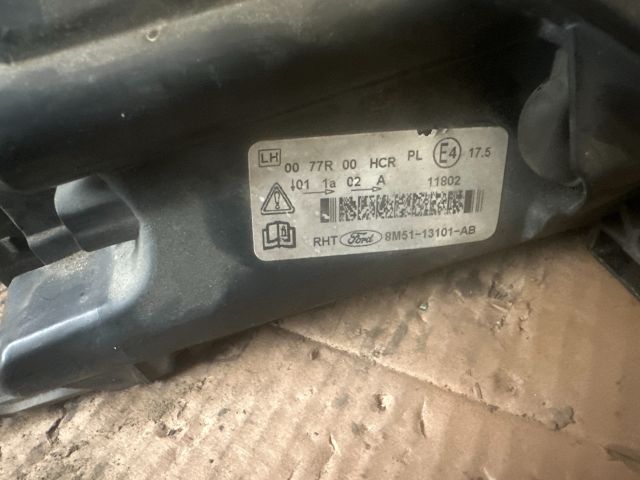 LH 00 77R 00 HCR PL E4 17.5
↓01 1a 02 A 11802
RHT Ford 8M51-13101-AB